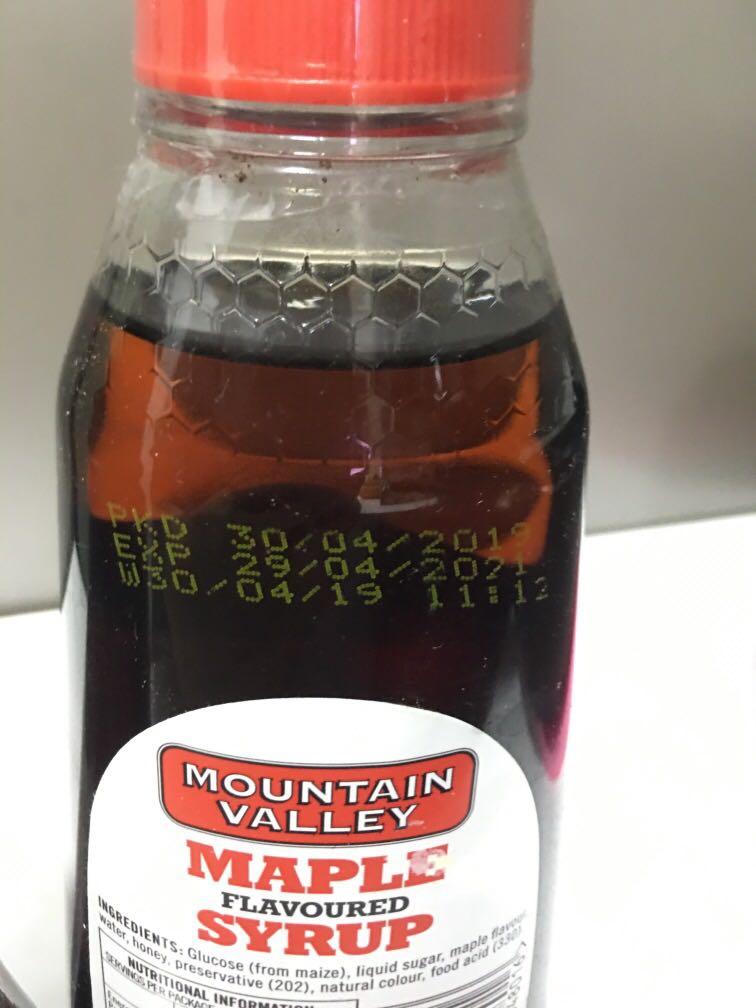 PKD 30/04/2019
EXP 29/04/2021
W30/04/19 11:12
MOUNTAIN
VALLEY
MAPLE
FLAVOURED
SYRUP
INGREDIENTS: Glucose (from maize), liquid sugar, maple flavour,
water, honey, preservative (202), natural colour, food acid (330)
NUTRITIONAL INFORMATION
SERVINGS PER PACKAGE